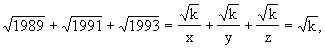 √1989 + √1991 + √1993 = √k/x + √k/y + √k/z = √k,